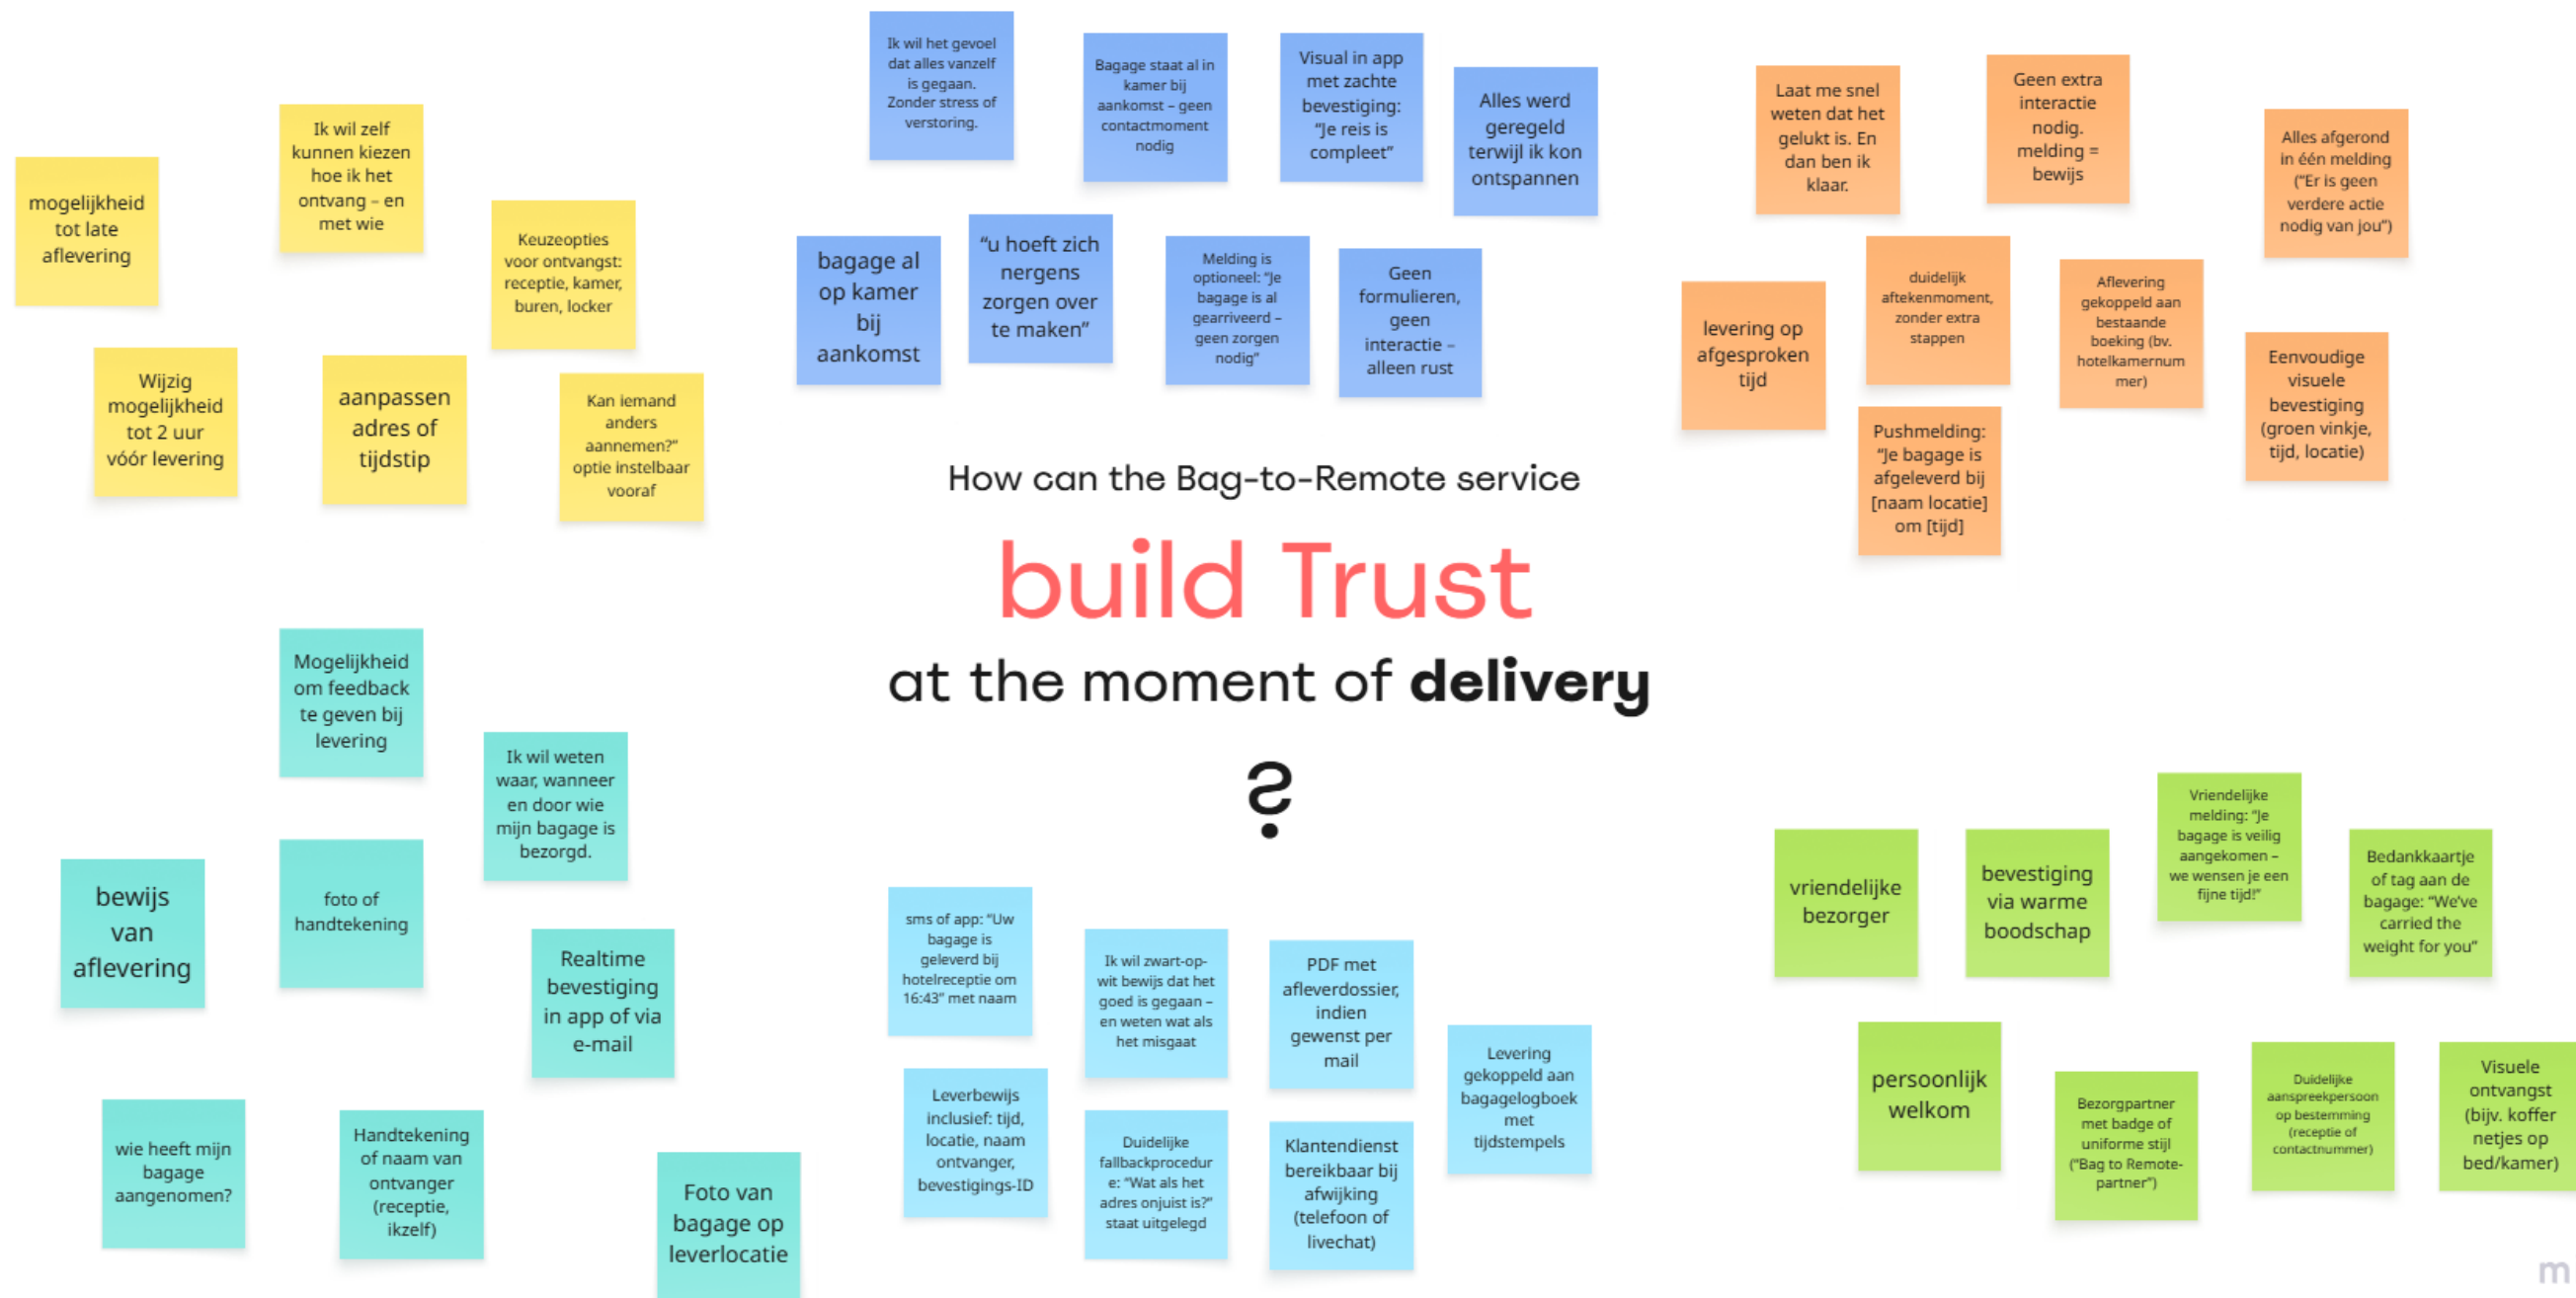 mogelijkheid
tot late
aflevering
Ik wil zelf
kunnen kiezen
hoe ik het
ontvang – en
met wie
Keuzeopties
voor ontvangst:
receptie, kamer,
buren, locker
Wijzig
mogelijkheid
tot 2 uur
vóór levering
aanpassen
adres of
tijdstip
Kan iemand
anders
aannemen?”
optie instelbaar
vooraf
Ik wil het gevoel
dat alles vanzelf
is gegaan.
Zonder stress of
verstoring.
Bagage staat al in
kamer bij
aankomst – geen
contactmoment
nodig
Visual in app
met zachte
bevestiging:
“Je reis is
compleet”
Alles werd
geregeld
terwijl ik kon
ontspannen
bagage al
op kamer
bij
aankomst
“u hoeft zich
nergens
zorgen over
te maken”
Melding is
optioneel: “Je
bagage is al
gearriveerd –
geen zorgen
nodig”
Geen
formulieren,
geen
interactie –
alleen rust
Laat me snel
weten dat het
gelukt is. En
dan ben ik
klaar.
Geen extra
interactie
nodig.
melding =
bewijs
Alles afgerond
in één melding
(“Er is geen
verdere actie
nodig van jou”)
levering op
afgesproken
tijd
duidelijk
aftekenmoment,
zonder extra
stappen
Aflevering
gekoppeld aan
bestaande
boeking (bv.
hotelkamernum
mer)
Eenvoudige
visuele
bevestiging
(groen vinkje,
tijd, locatie)
Pushmelding:
“Je bagage is
afgeleverd bij
[naam locatie]
om [tijd]
How can the Bag-to-Remote service
build Trust
at the moment of delivery
?
Mogelijkheid
om feedback
te geven bij
levering
Ik wil weten
waar, wanneer
en door wie
mijn bagage is
bezorgd.
bewijs
van
aflevering
foto of
handtekening
Realtime
bevestiging
in app of via
e-mail
wie heeft mijn
bagage
aangenomen?
Handtekening
of naam van
ontvanger
(receptie,
ikzelf)
Foto van
bagage op
leverlocatie
sms of app: “Uw
bagage is
geleverd bij
hotelreceptie om
16:43” met naam
Ik wil zwart-op-
wit bewijs dat het
goed is gegaan –
en weten wat als
het misgaat
PDF met
afleverdossier,
indien
gewenst per
mail
Levering
gekoppeld aan
bagagelogboek
met
tijdstempels
Leverbewijs
inclusief: tijd,
locatie, naam
ontvanger,
bevestigings-ID
Duidelijke
fallbackprocedur
e: “Wat als het
adres onjuist is?”
staat uitgelegd
Klantendienst
bereikbaar bij
afwijking
(telefoon of
livechat)
vriendelijke
bezorger
bevestiging
via warme
boodschap
Vriendelijke
melding: “Je
bagage is veilig
aangekomen –
we wensen je een
fijne tijd!”
Bedankkaartje
of tag aan de
bagage: “We’ve
carried the
weight for you”
persoonlijk
welkom
Bezorgpartner
met badge of
uniforme stijl
(“Bag to Remote-
partner”)
Duidelijke
aanspreekpersoon
op bestemming
(receptie of
contactnummer)
Visuele
ontvangst
(bijv. koffer
netjes op
bed/kamer)
m